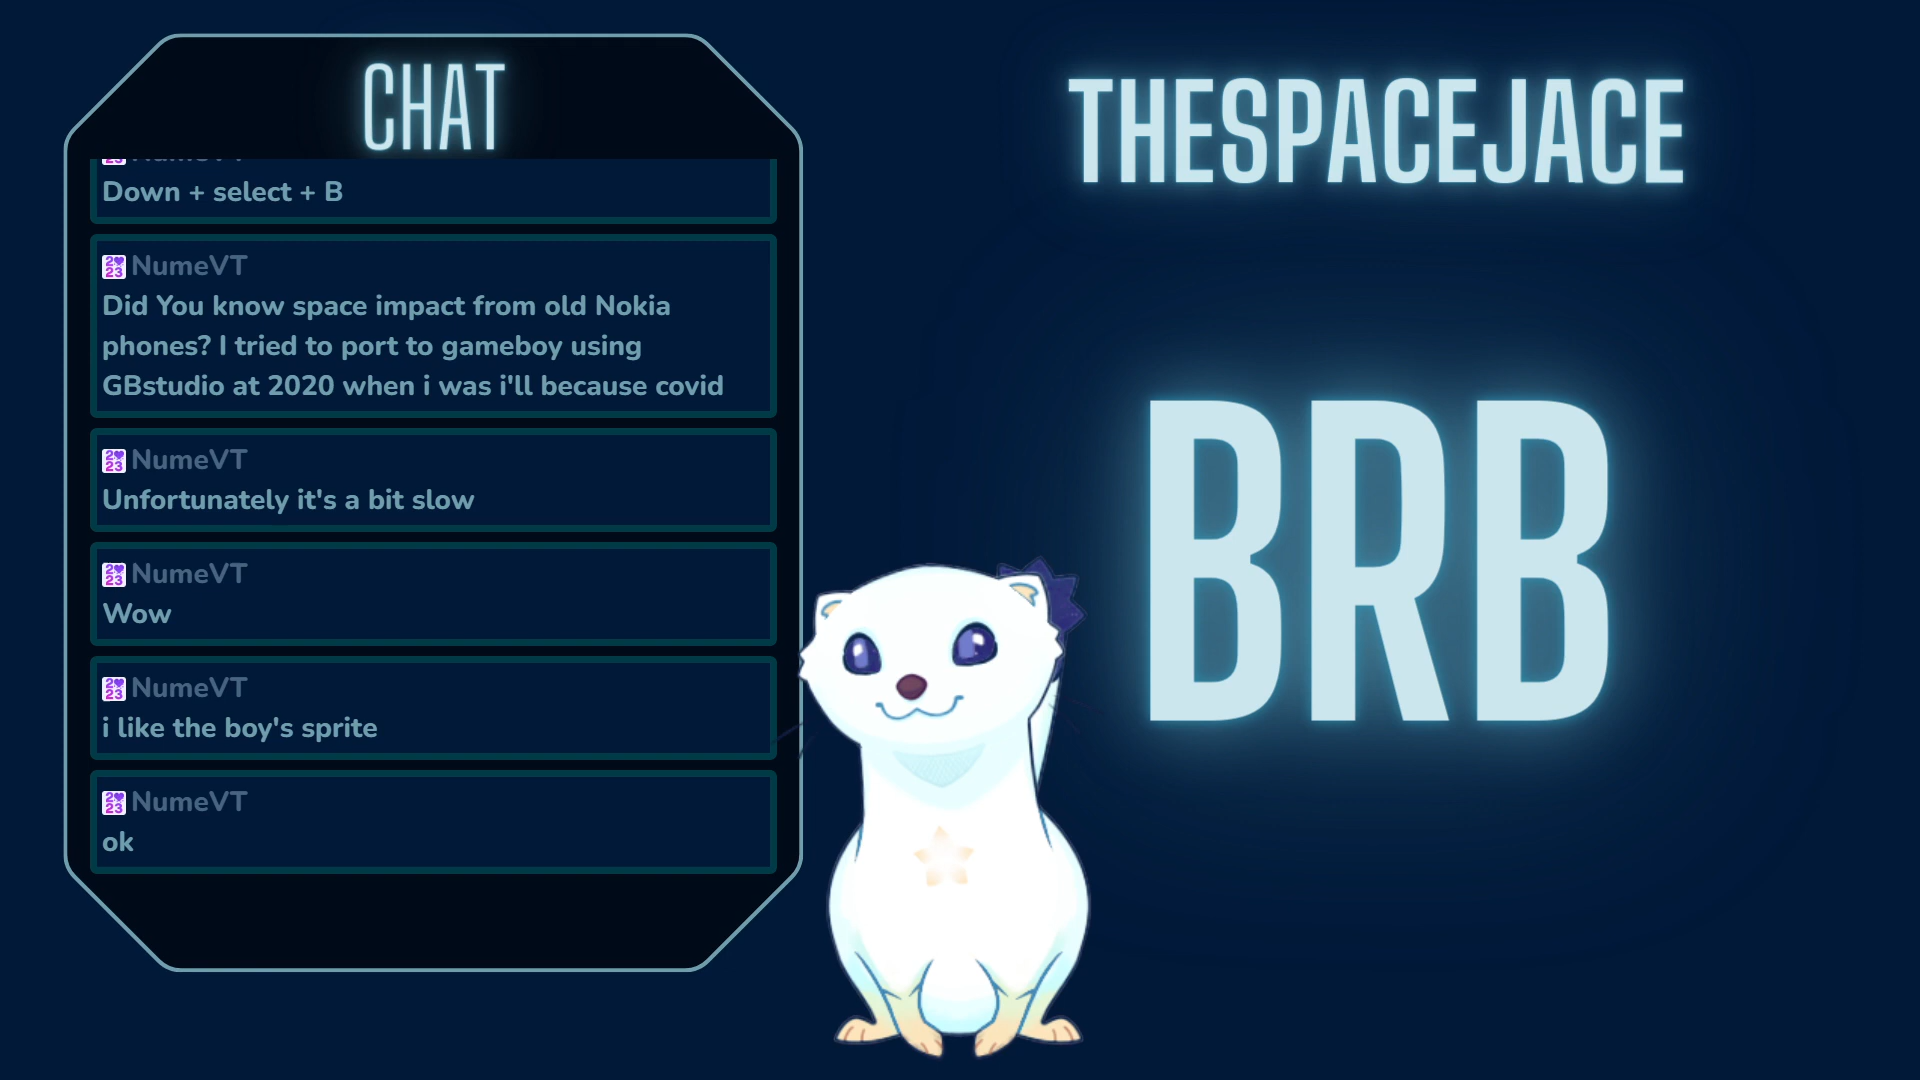 CHAT
Down + select + B
NumeVT
Did You know space impact from old Nokia
phones? I tried to port to gameboy using
GBstudio at 2020 when i was i'll because covid
NumeVT
Unfortunately it's a bit slow
NumeVT
Wow
NumeVT
i like the boy's sprite
NumeVT
ok
THESPACEJACE
BRB